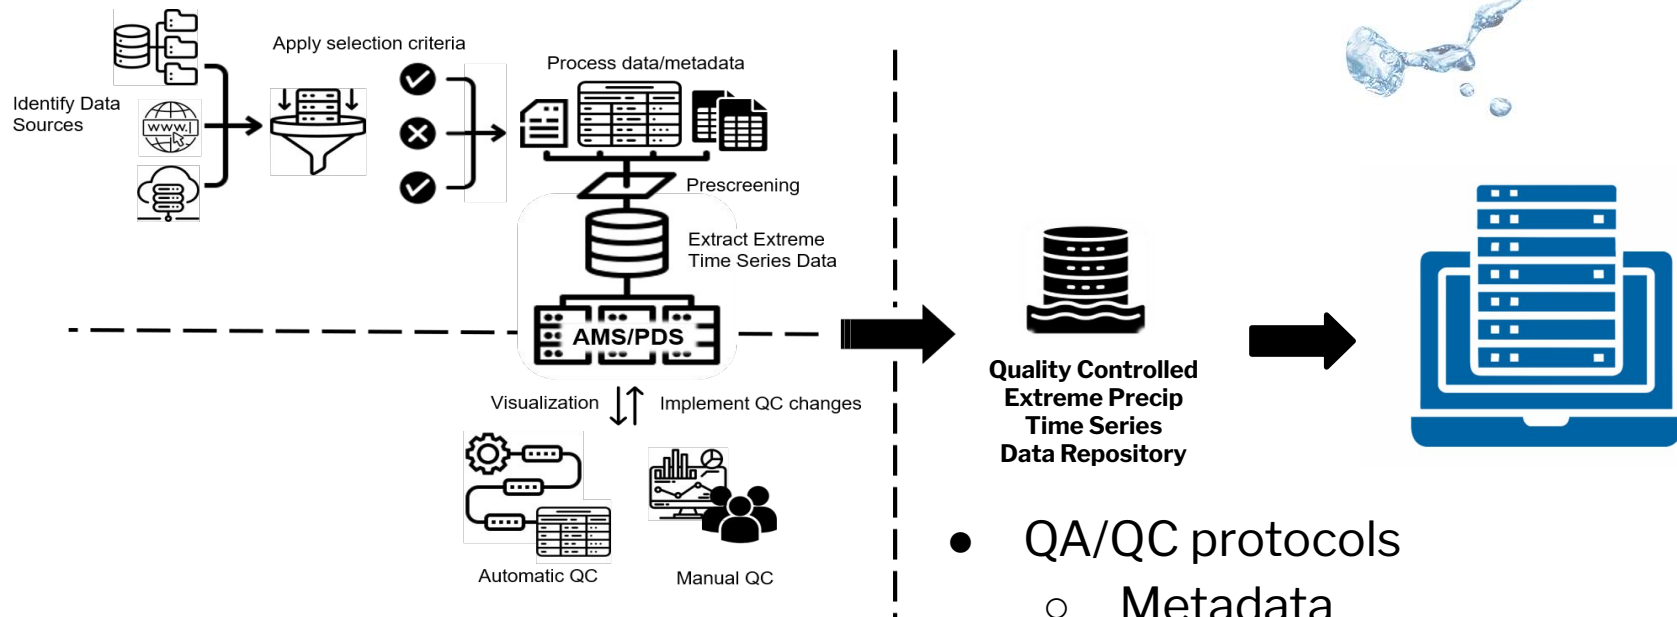 Apply selection criteria
Process data/metadata
Identify Data
Sources
www.|
Prescreening
Extract Extreme
Time Series Data
AMS/PDS
Visualization
Implement QC changes
Automatic QC
Manual QC
Quality Controlled
Extreme Precip
Time Series
Data Repository
● QA/QC protocols
○ Metadata